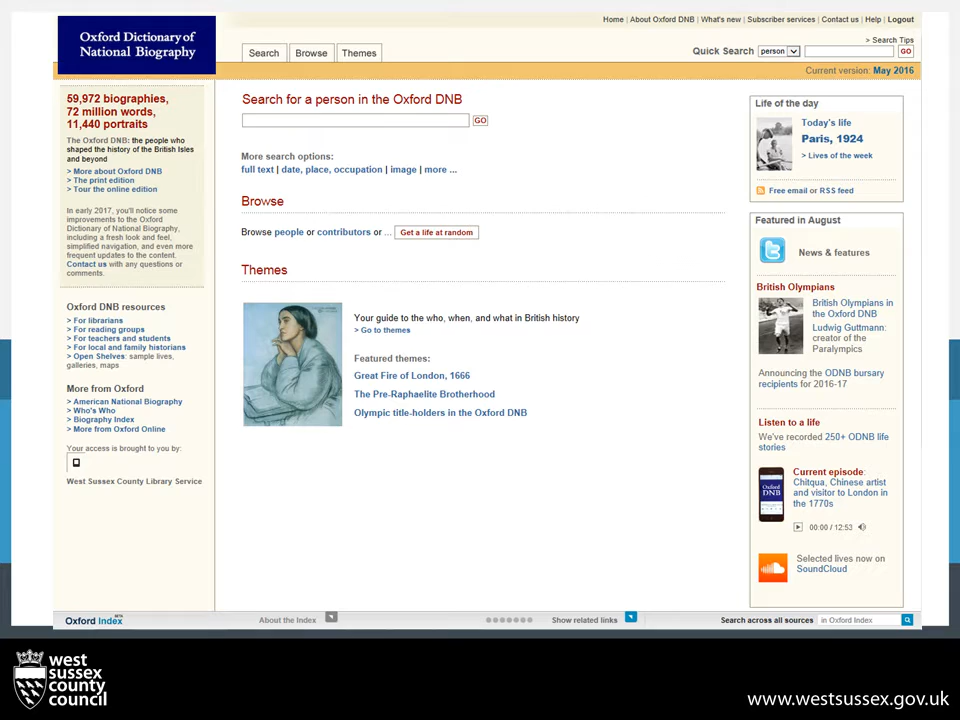 Oxford Dictionary of
National Biography
Home | About Oxford DNB | What's new | Subscriber services | Contact us | Help | Logout
Search
Browse
Themes
> Search Tips
Quick Search person GO
Current version: May 2016
59,972 biographies,
72 million words,
11,440 portraits
The Oxford DNB: the people who
shaped the history of the British Isles
and beyond
> More about Oxford DNB
> The print edition
> Tour the online edition
In early 2017, you'll notice some
improvements to the Oxford
Dictionary of National Biography,
including a fresh look and feel,
simplified navigation, and even more
frequent updates to the content.
Contact us with any questions or
comments.
Oxford DNB resources
> For librarians
> For reading groups
> For teachers and students
> For local and family historians
> Open Shelves: sample lives,
galleries, maps
More from Oxford
> American National Biography
> Who's Who
> Biography Index
> More from Oxford Online
Your access is brought to you by:
West Sussex County Library Service
Search for a person in the Oxford DNB
GO
More search options:
full text | date, place, occupation | image | more ...
Browse
Browse people or contributors or ... Get a life at random
Themes
Your guide to the who, when, and what in British history
> Go to themes
Featured themes:
Great Fire of London, 1666
The Pre-Raphaelite Brotherhood
Olympic title-holders in the Oxford DNB
Life of the day
Today's life
Paris, 1924
> Lives of the week
Free email or RSS feed
Featured in August
News & features
British Olympians
British Olympians in
the Oxford DNB
Ludwig Guttmann:
creator of the
Paralympics
Announcing the ODNB bursary
recipients for 2016-17
Listen to a life
We've recorded 250+ ODNB life
stories
Oxford
DNB
Current episode:
Chitqua, Chinese artist
and visitor to London in
the 1770s
00:00 / 12:53
Selected lives now on
SoundCloud
Oxford Index BETA
About the Index
Show related links
Search across all sources in Oxford Index
west
sussex
county
council
www.westsussex.gov.uk